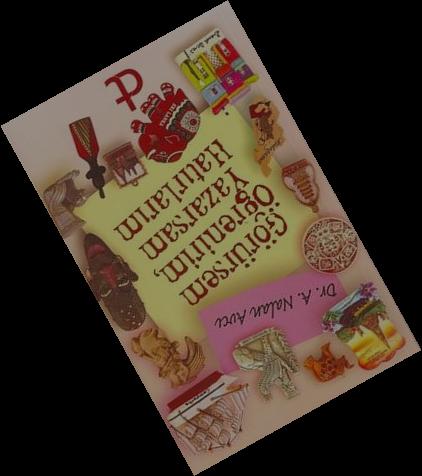 Dr. A. Nalan Avcı
Görürsem
Öğrenirim,
Yazarsam
Hatırlarım